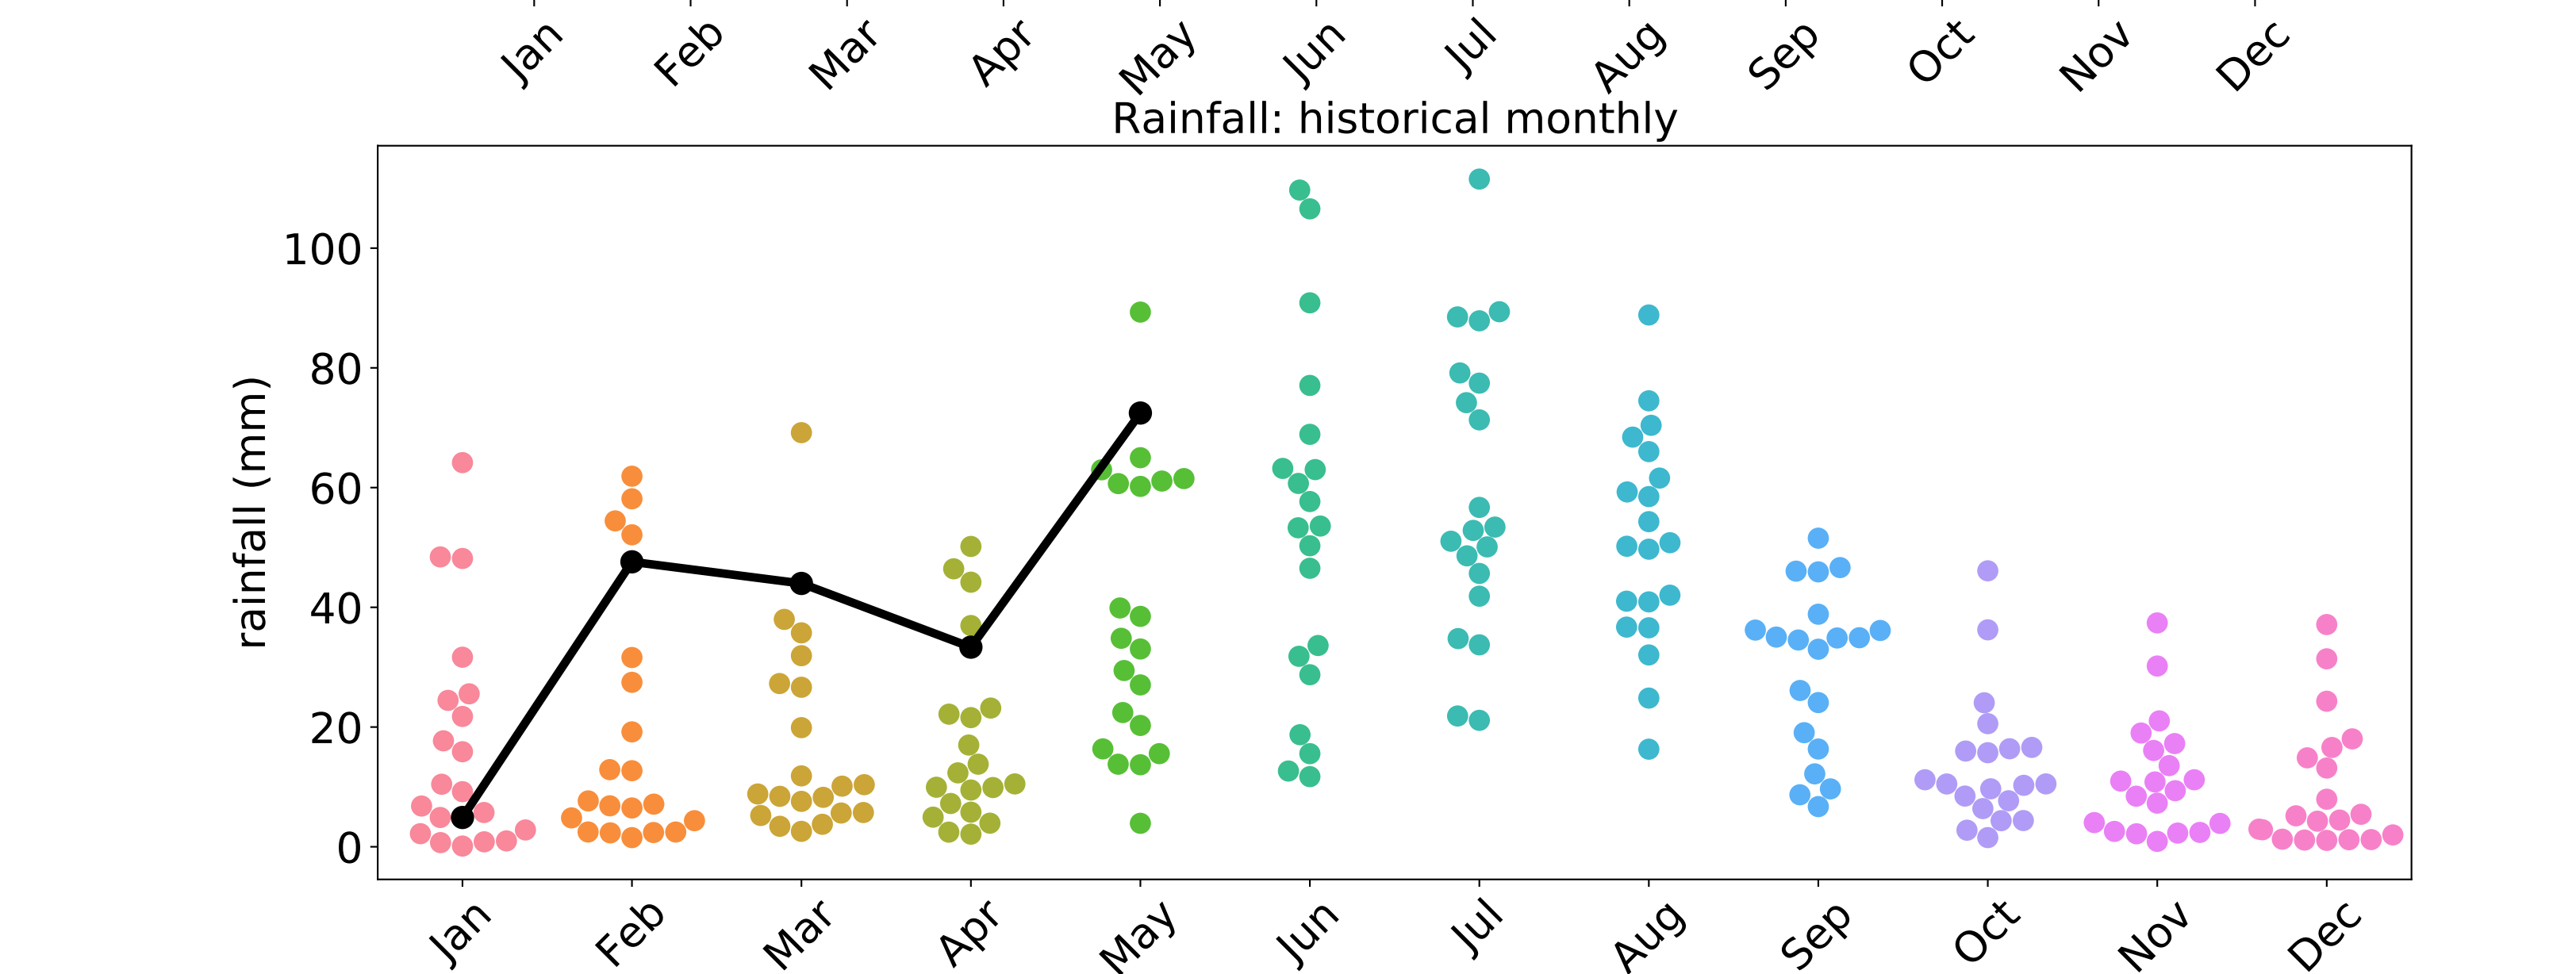 Jan Feb Mar Apr May Jun Jul Aug Sep Oct Nov Dec
Rainfall: historical monthly
rainfall (mm)
100
80
60
40
20
0
Jan Feb Mar Apr May Jun Jul Aug Sep Oct Nov Dec